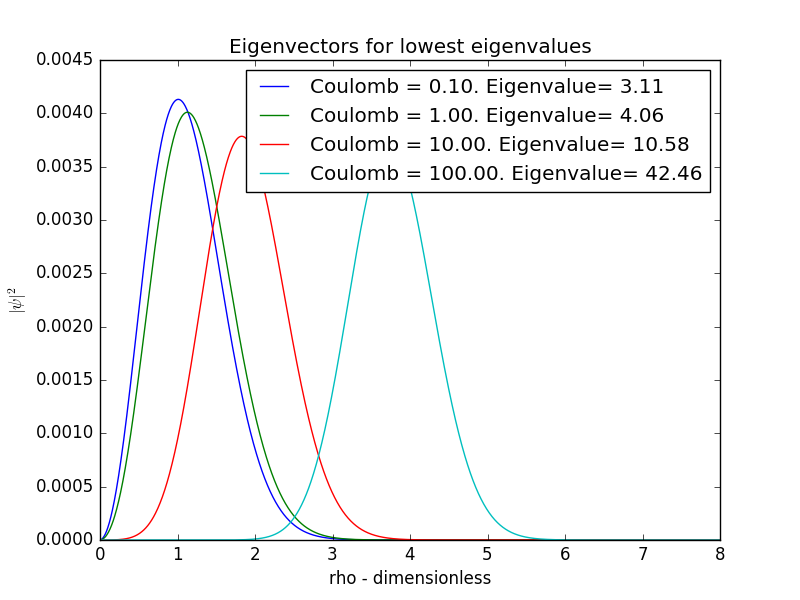 Eigenvectors for lowest eigenvalues
0.0045
0.0040
0.0035
0.0030
0.0025
0.0020
0.0015
0.0010
0.0005
0.0000
|ψ|²
Coulomb = 0.10. Eigenvalue= 3.11
Coulomb = 1.00. Eigenvalue= 4.06
Coulomb = 10.00. Eigenvalue= 10.58
Coulomb = 100.00. Eigenvalue= 42.46
0 1 2 3 4 5 6 7 8
rho - dimensionless